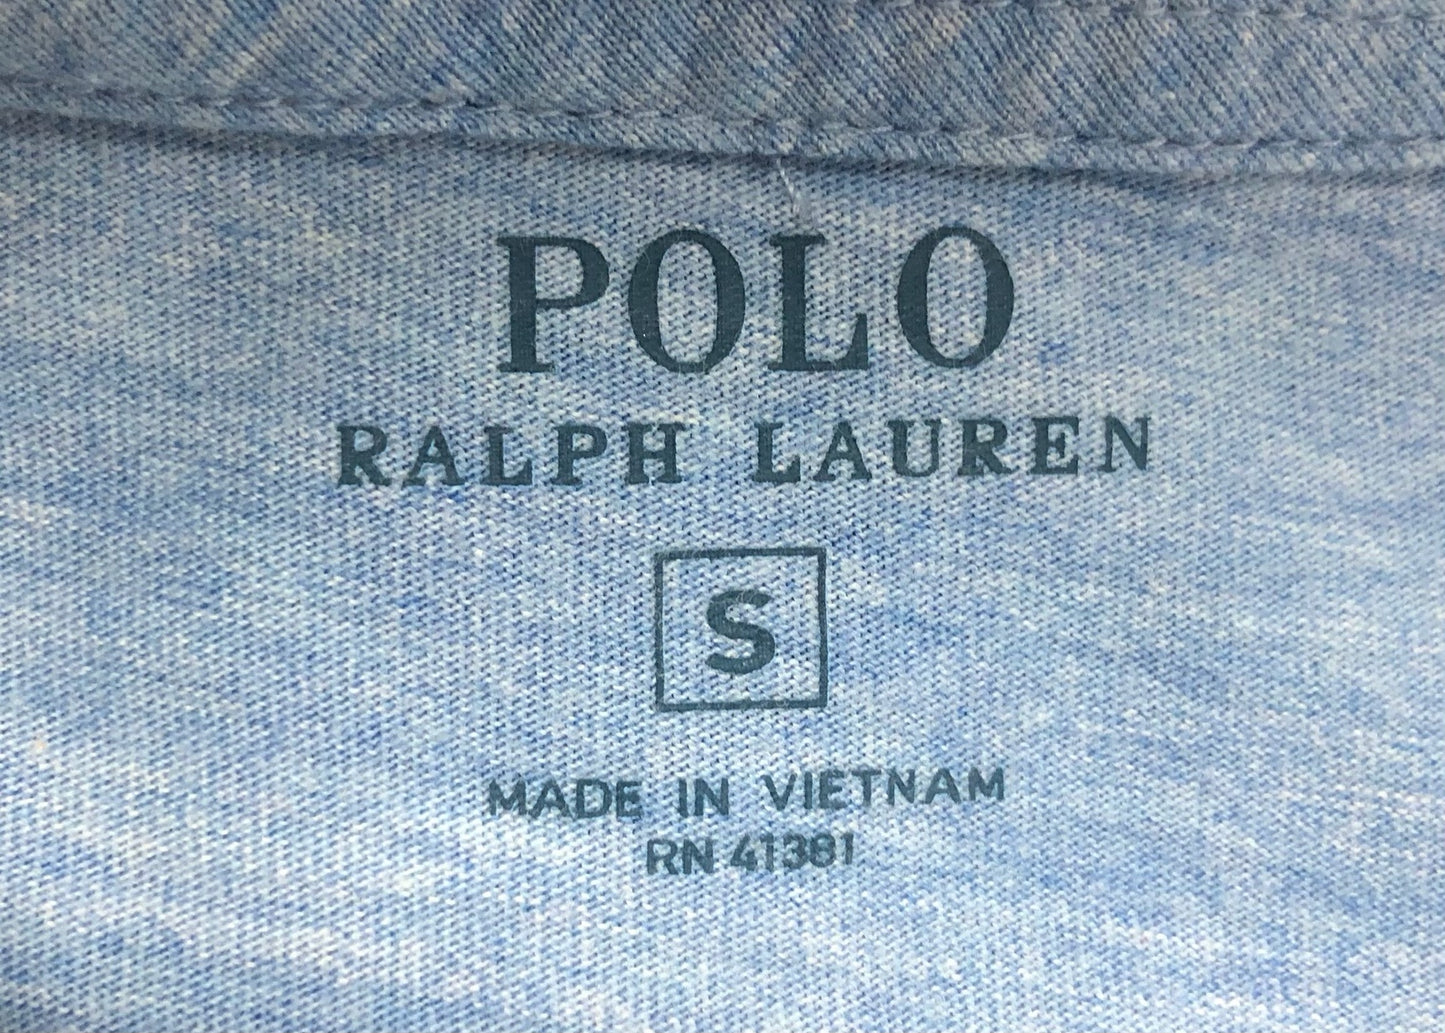 POLO
RALPH LAUREN
S
MADE IN VIETNAM
RN 41381